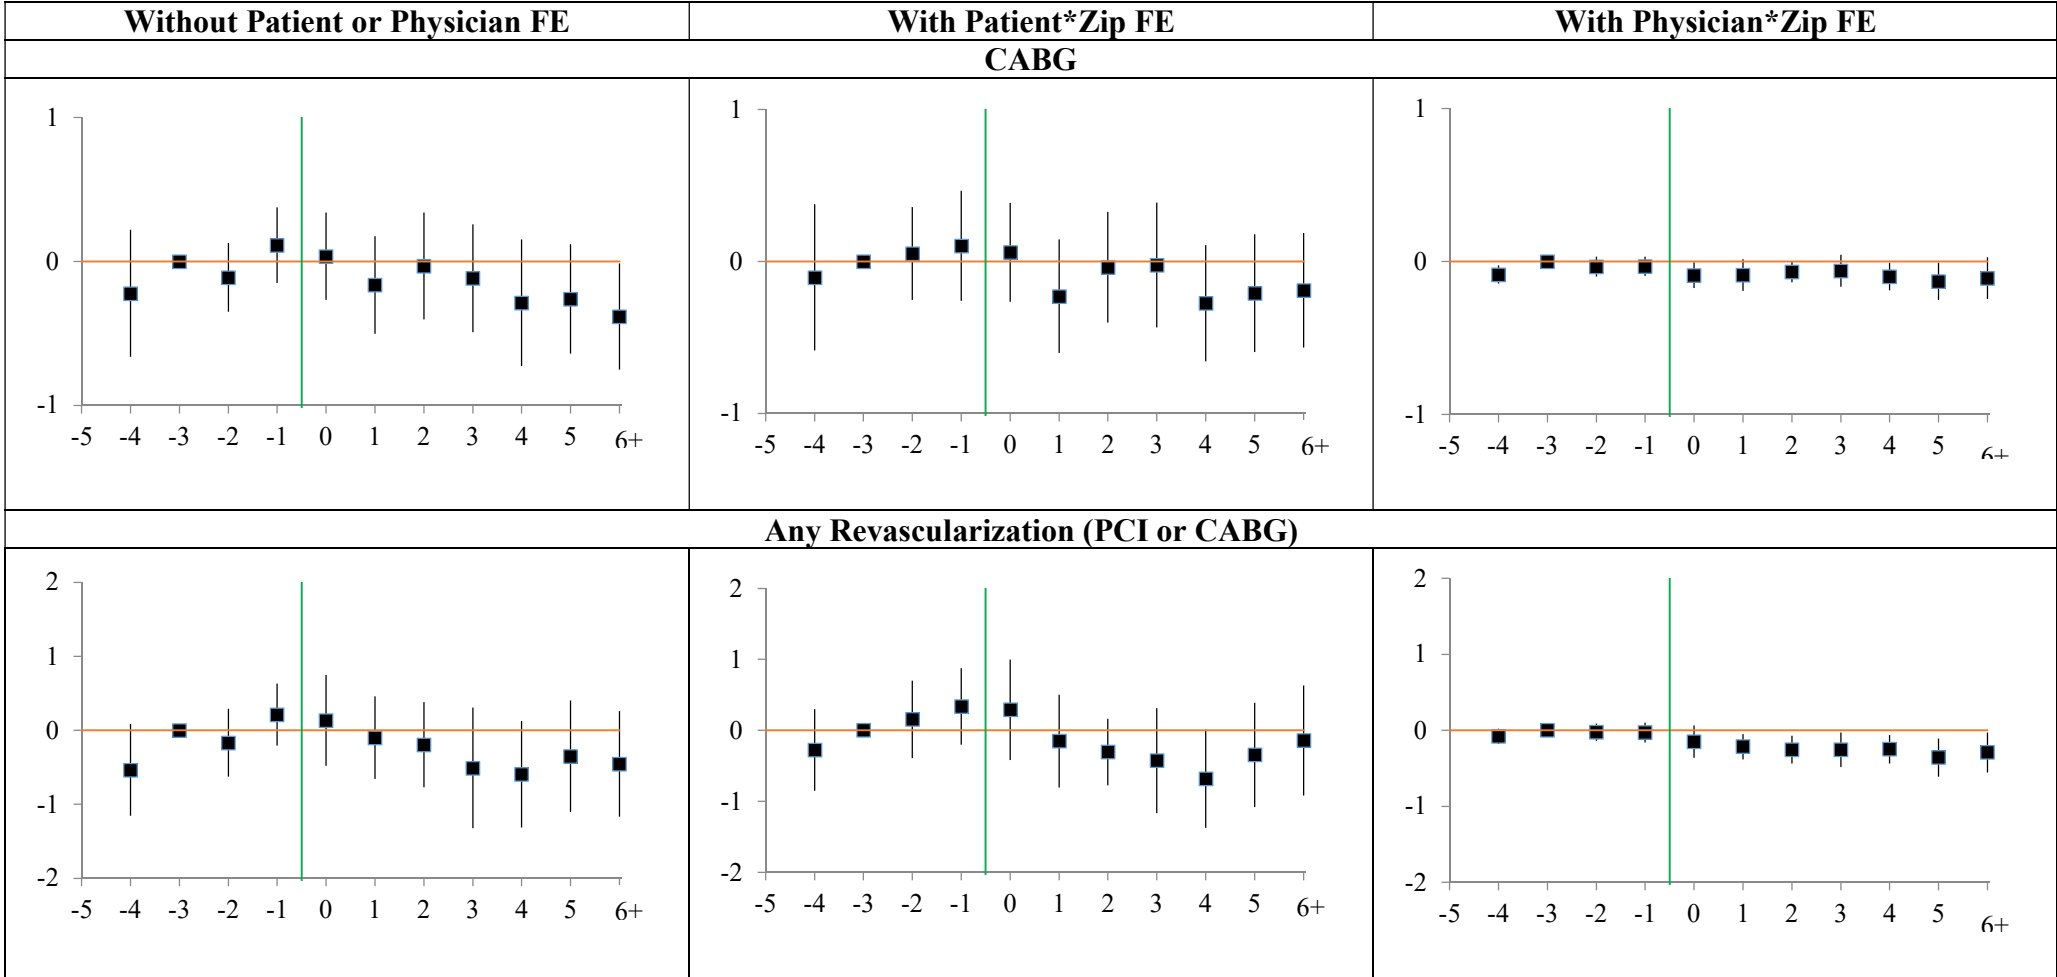 Without Patient or Physician FE
With Patient*Zip FE
With Physician*Zip FE
CABG
1
0
-1
-5 -4 -3 -2 -1 0 1 2 3 4 5 6+
1
0
-1
-5 -4 -3 -2 -1 0 1 2 3 4 5 6+
1
0
-1
-5 -4 -3 -2 -1 0 1 2 3 4 5 6+
Any Revascularization (PCI or CABG)
2
1
0
-1
-2
-5 -4 -3 -2 -1 0 1 2 3 4 5 6+
2
1
0
-1
-2
-5 -4 -3 -2 -1 0 1 2 3 4 5 6+
2
1
0
-1
-2
-5 -4 -3 -2 -1 0 1 2 3 4 5 6+